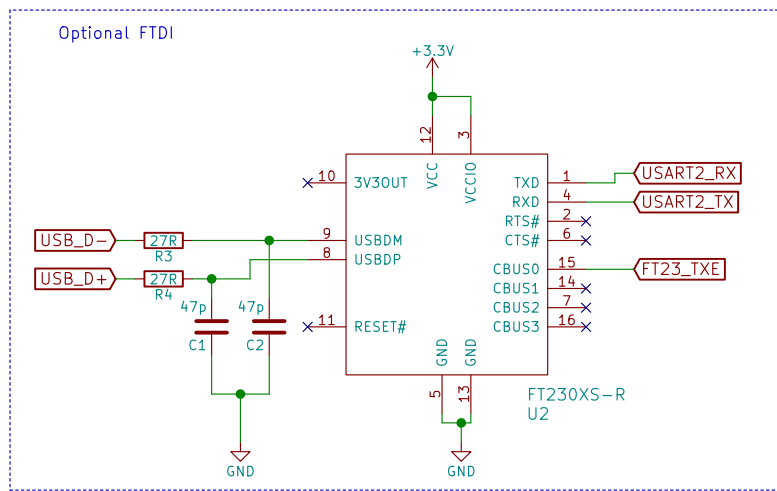 Optional FTDI
+3.3V
12
3
VCC
VCCIO
10
3V3OUT
TXD
1
USART2_RX
RXD
4
USART2_TX
RTS#
2
CTS#
6
USB_D-
27R
R3
9
USBDM
8
USBDP
USB_D+
27R
R4
CBUS0
15
FT23_TXE
CBUS1
14
CBUS2
7
CBUS3
16
47p
47p
C1
C2
11
RESET#
GND
GND
5
13
FT230XS-R
U2
GND
GND